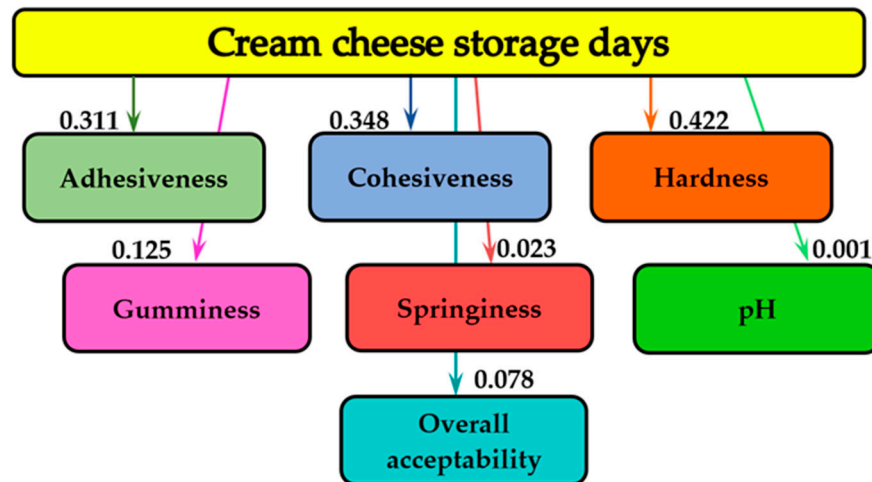 Cream cheese storage days
0.311
0.348
0.422
Adhesiveness
Cohesiveness
Hardness
0.125
0.023
0.001
Gumminess
Springiness
pH
0.078
Overall
acceptability